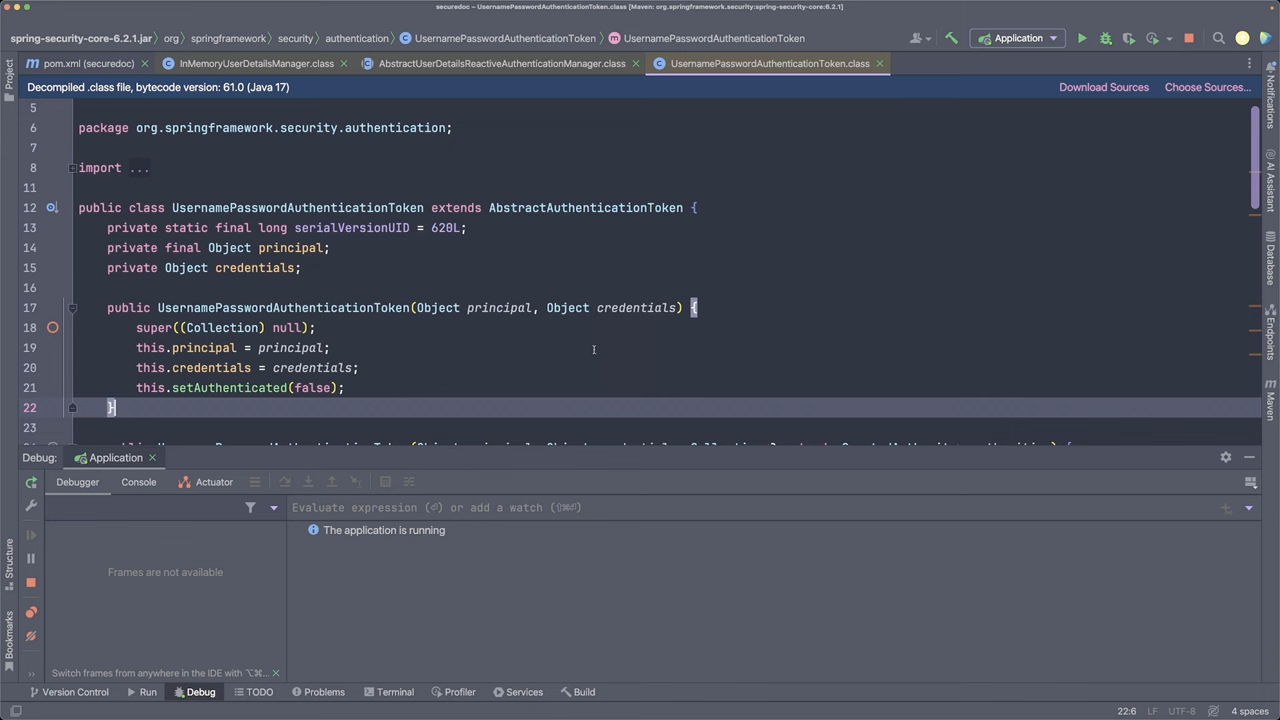 securedoc – UsernamePasswordAuthenticationToken.class [Maven: org.springframework.security:spring-security-core:6.2.1]
spring-security-core-6.2.1.jar org springframework security authentication UsernamePasswordAuthenticationToken UsernamePasswordAuthenticationToken Application
pom.xml (securedoc) InMemoryUserDetailsManager.class AbstractUserDetailsReactiveAuthenticationManager.class UsernamePasswordAuthenticationToken.class
Decompiled .class file, bytecode version: 61.0 (Java 17) Download Sources Choose Sources...
5
6 package org.springframework.security.authentication;
7
8 import ...
11
12 public class UsernamePasswordAuthenticationToken extends AbstractAuthenticationToken {
13 private static final long serialVersionUID = 620L;
14 private final Object principal;
15 private Object credentials;
16
17 public UsernamePasswordAuthenticationToken(Object principal, Object credentials) {
18 super((Collection) null);
19 this.principal = principal;
20 this.credentials = credentials;
21 this.setAuthenticated(false);
22 }
23
Debug: Application
Debugger Console Actuator
Evaluate expression (⏎) or add a watch (⇧⌘⏎)
The application is running
Frames are not available
Switch frames from anywhere in the IDE with ⌥⌘...
Version Control Run Debug TODO Problems Terminal Profiler Services Build
22:6 LF UTF-8 4 spaces
Project
Structure
Bookmarks
Notifications
AI Assistant
Database
Endpoints
Maven